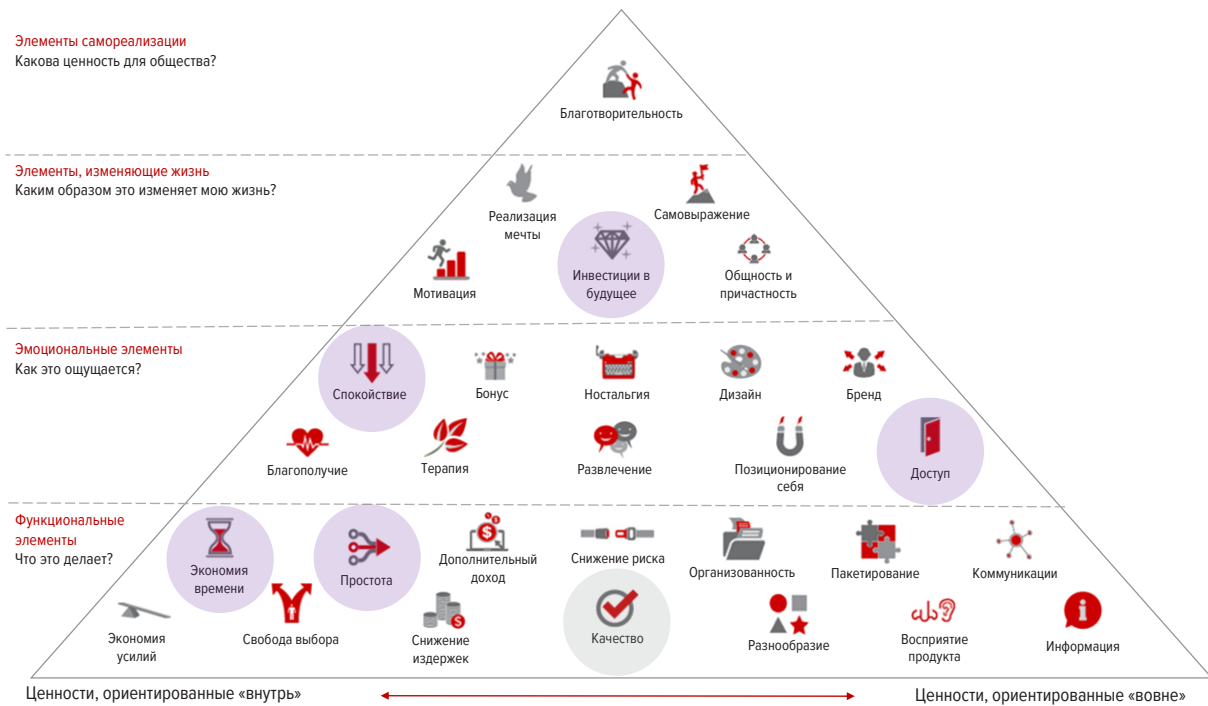 Элементы самореализации
Какова ценность для общества?
Благотворительность
Элементы, изменяющие жизнь
Каким образом это изменяет мою жизнь?
Реализация
мечты
Самовыражение
Мотивация
Инвестиции в
будущее
Общность и
причастность
Эмоциональные элементы
Как это ощущается?
Спокойствие
Бонус
Ностальгия
Дизайн
Бренд
Благополучие
Терапия
Развлечение
Позиционирование
себя
Доступ
Функциональные
элементы
Что это делает?
Экономия
времени
Простота
Дополнительный
доход
Снижение риска
Организованность
Пакетирование
Коммуникации
Экономия
усилий
Свобода выбора
Снижение
издержек
Качество
Разнообразие
Восприятие
продукта
Информация
Ценности, ориентированные «внутрь»
Ценности, ориентированные «вовне»